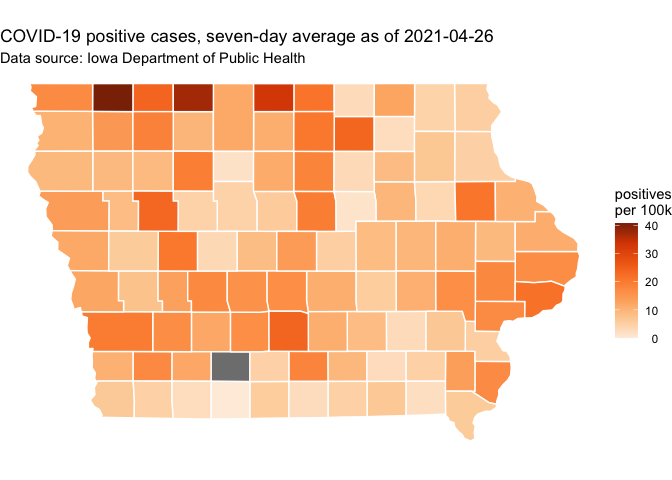 COVID-19 positive cases, seven-day average as of 2021-04-26
Data source: Iowa Department of Public Health
positives
per 100k
40
30
20
10
0